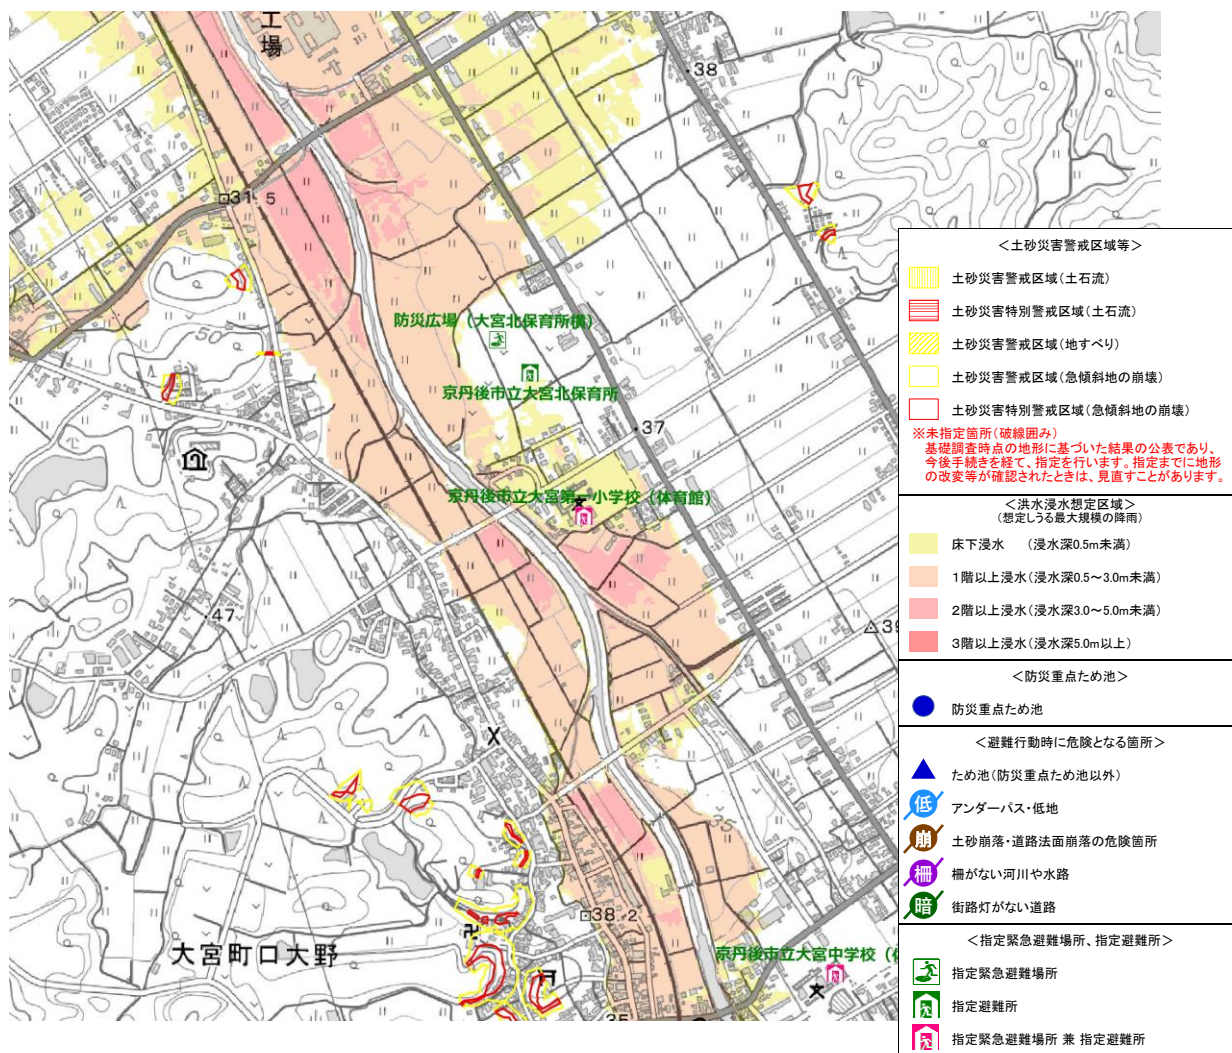 工場
38
31.5
防災広場（大宮北保育所横）
京丹後市立大宮北保育所
50
37
京丹後市立大宮第一小学校（体育館）
47
39
35
38.2
大宮町口大野
京丹後市立大宮中学校（
35
＜土砂災害警戒区域等＞
土砂災害警戒区域（土石流）
土砂災害特別警戒区域（土石流）
土砂災害警戒区域（地すべり）
土砂災害警戒区域（急傾斜地の崩壊）
土砂災害特別警戒区域（急傾斜地の崩壊）
※未指定箇所（破線囲み）
基礎調査時点の地形に基づいた結果の公表であり、
今後手続きを経て、指定を行います。指定までに地形
の改変等が確認されたときは、見直すことがあります。
＜洪水浸水想定区域＞
（想定しうる最大規模の降雨）
床下浸水　（浸水深0.5m未満）
１階以上浸水（浸水深0.5～3.0m未満）
２階以上浸水（浸水深3.0～5.0m未満）
３階以上浸水（浸水深5.0m以上）
＜防災重点ため池＞
防災重点ため池
＜避難行動時に危険となる箇所＞
ため池（防災重点ため池以外）
低 アンダーパス・低地
崩 土砂崩落・道路法面崩落の危険箇所
柵 柵がない河川や水路
暗 街路灯がない道路
＜指定緊急避難場所、指定避難所＞
指定緊急避難場所
指定避難所
指定緊急避難場所 兼 指定避難所